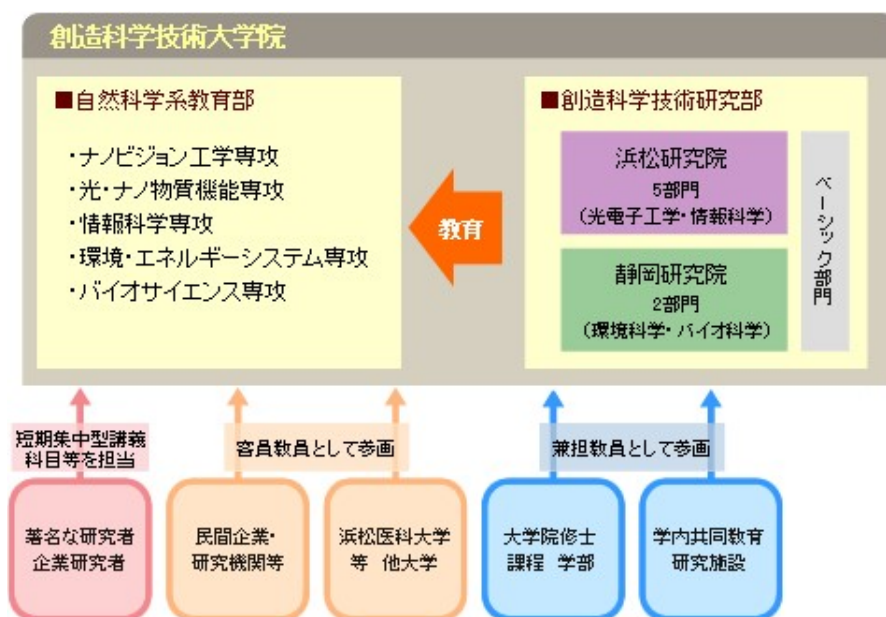 創造科学技術大学院
■自然科学系教育部
・ナノビジョン工学専攻
・光・ナノ物質機能専攻
・情報科学専攻
・環境・エネルギーシステム専攻
・バイオサイエンス専攻
教育
■創造科学技術研究部
浜松研究院
5部門
(光電子工学・情報科学)
静岡研究院
2部門
(環境科学・バイオ科学)
ベーシック部門
短期集中型講義
科目等を担当
客員教員として参画
兼担教員として参画
著名な研究者
企業研究者
民間企業・
研究機関等
浜松医科大学
等 他大学
大学院修士
課程 学部
学内共同教育
研究施設